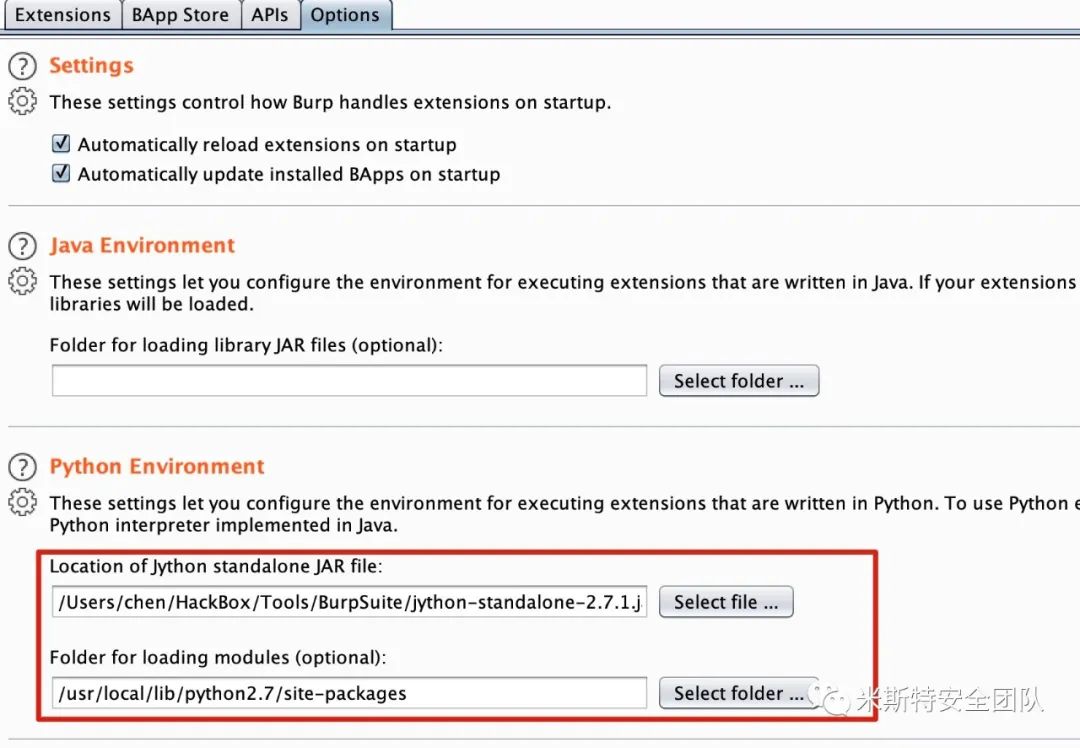 Extensions BApp Store APIs Options
Settings
These settings control how Burp handles extensions on startup.
Automatically reload extensions on startup
Automatically update installed BApps on startup
Java Environment
These settings let you configure the environment for executing extensions that are written in Java. If your extensions
libraries will be loaded.
Folder for loading library JAR files (optional):
Select folder ...
Python Environment
These settings let you configure the environment for executing extensions that are written in Python. To use Python e
Python interpreter implemented in Java.
Location of Jython standalone JAR file:
/Users/chen/HackBox/Tools/BurpSuite/jython-standalone-2.7.1.j Select file ...
Folder for loading modules (optional):
/usr/local/lib/python2.7/site-packages Select folder ...
米斯特安全团队